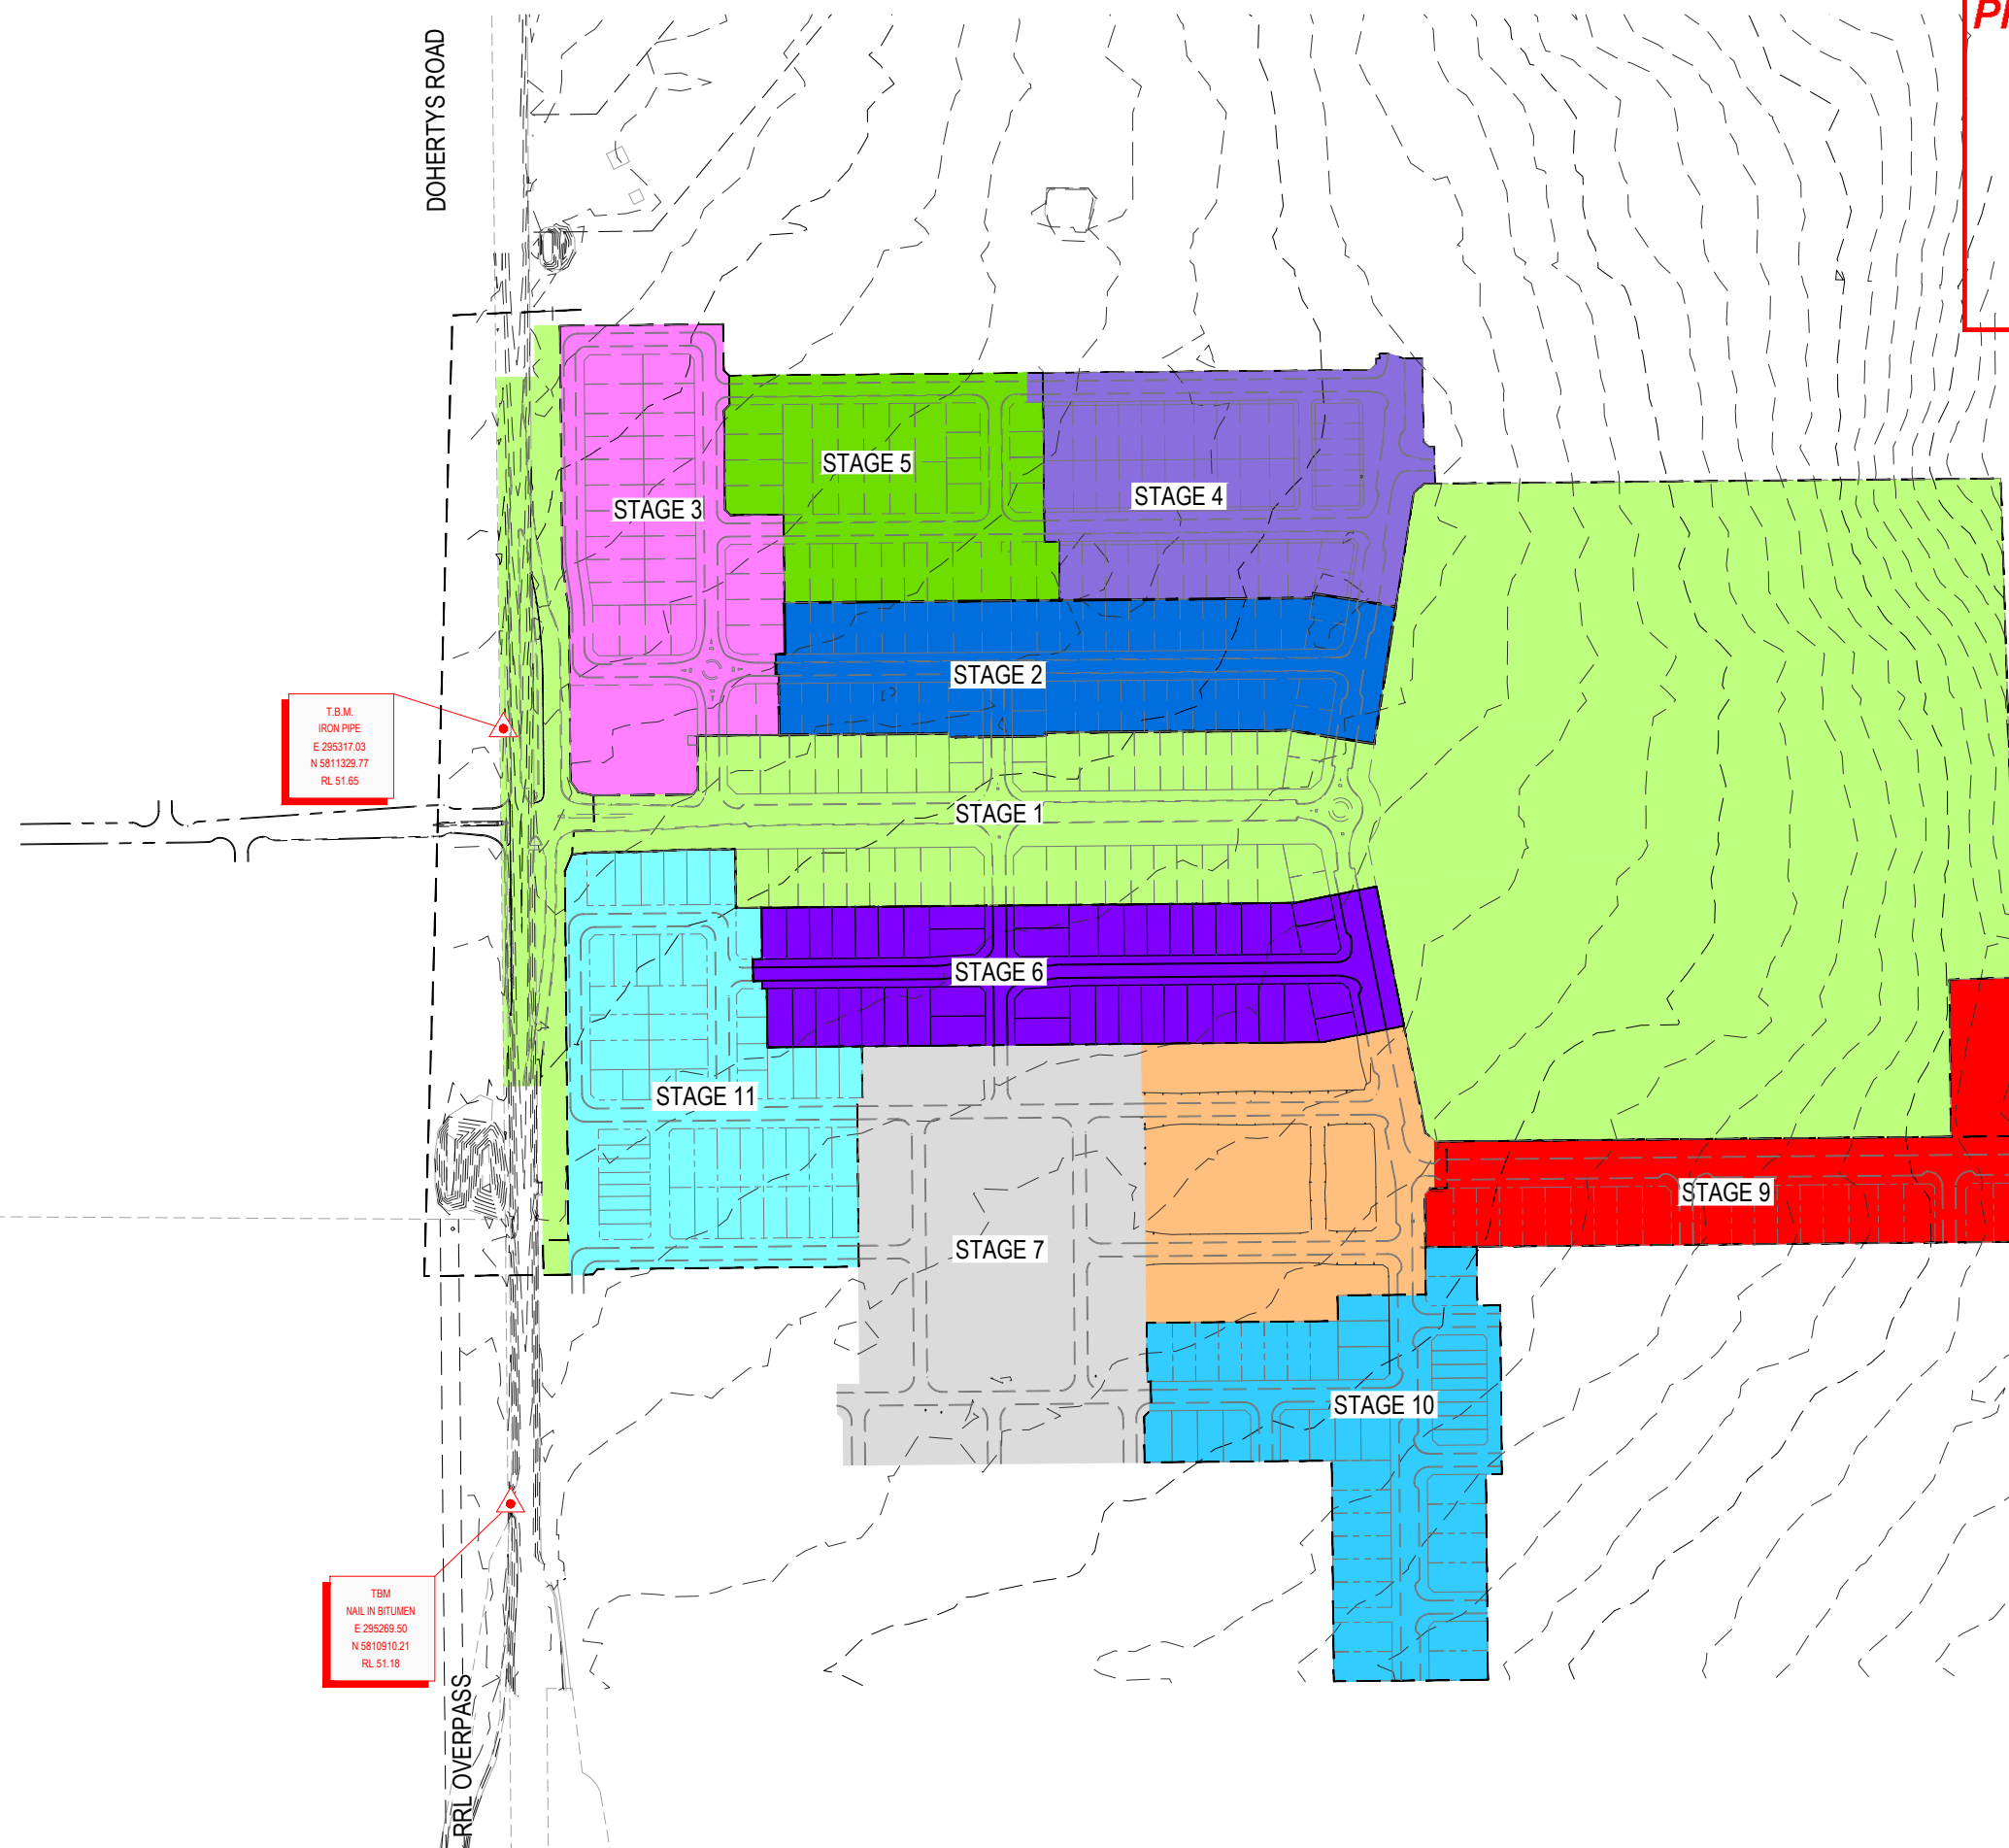 DOHERTYS ROAD
STAGE 5
STAGE 4
STAGE 3
STAGE 2
T.B.M.
IRON PIPE
E 295317.03
N 5811329.77
RL 51.65
STAGE 1
STAGE 6
STAGE 11
STAGE 9
STAGE 7
STAGE 10
TBM
NAIL IN BITUMEN
E 295269.50
N 5810910.21
RL 51.18
RRL OVERPASS